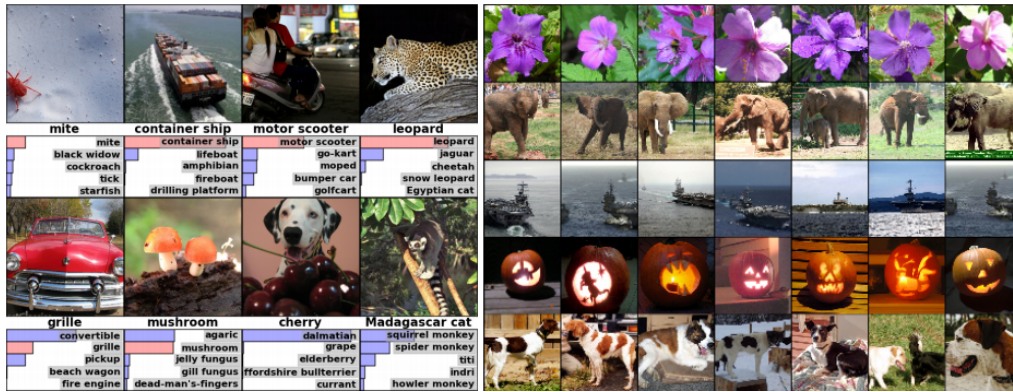 mite container ship motor scooter leopard
mite container ship motor scooter leopard
black widow lifeboat go-kart jaguar
cockroach amphibian moped cheetah
tick fireboat bumper car snow leopard
starfish drilling platform golfcart Egyptian cat
grille mushroom cherry Madagascar cat
convertible agaric dalmatian squirrel monkey
grille mushroom grape spider monkey
pickup jelly fungus elderberry titi
beach wagon gill fungus ffordshire bullterrier indri
fire engine dead-man's-fingers currant howler monkey